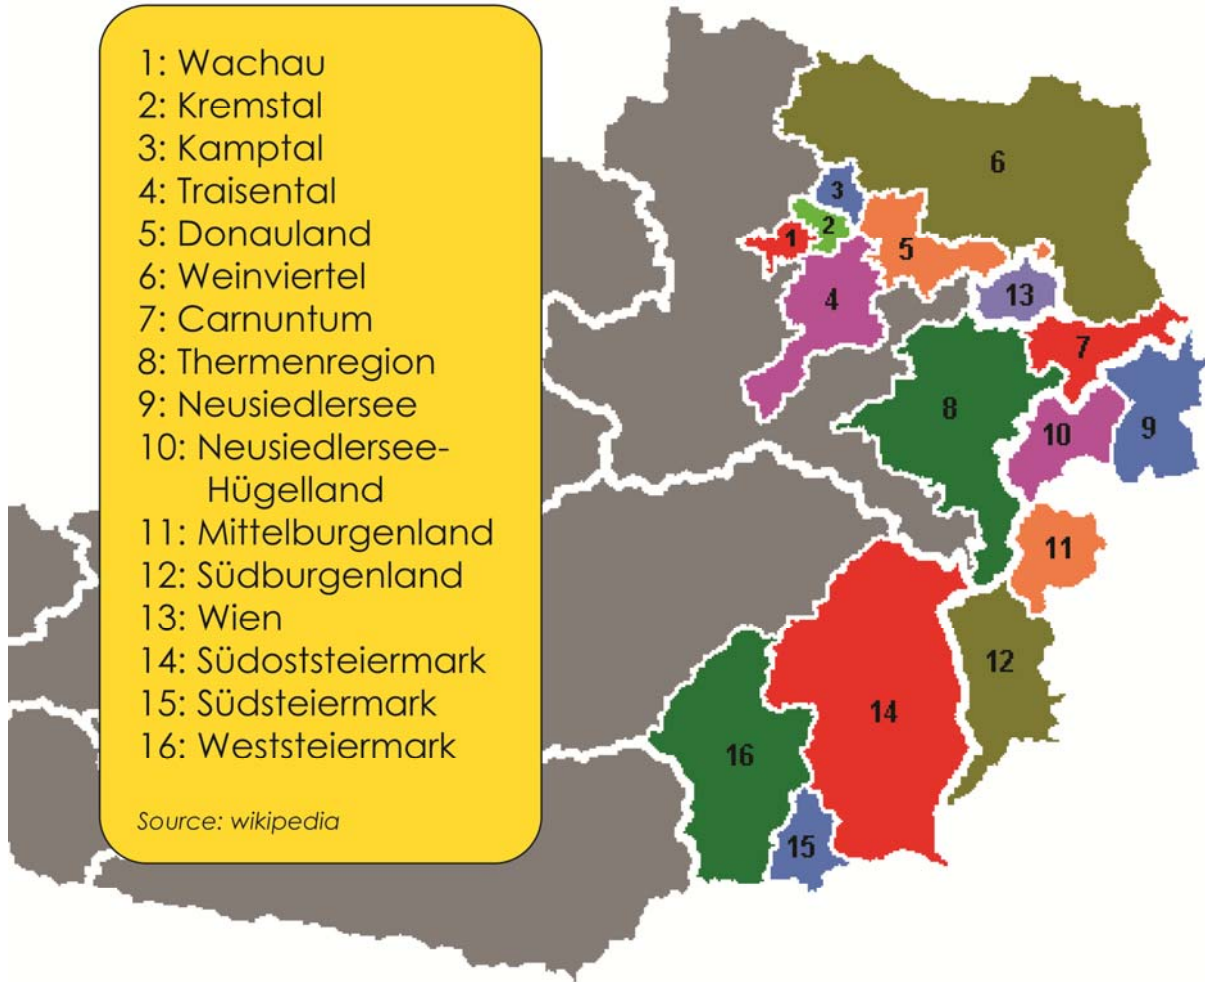 1: Wachau
2: Kremstal
3: Kamptal
4: Traisental
5: Donauland
6: Weinviertel
7: Carnuntum
8: Thermenregion
9: Neusiedlersee
10: Neusiedlersee-
Hügelland
11: Mittelburgenland
12: Südburgenland
13: Wien
14: Südoststeiermark
15: Südsteiermark
16: Weststeiermark
Source: wikipedia
6
3
2
1
5
4
13
7
8
10
9
11
12
14
16
15